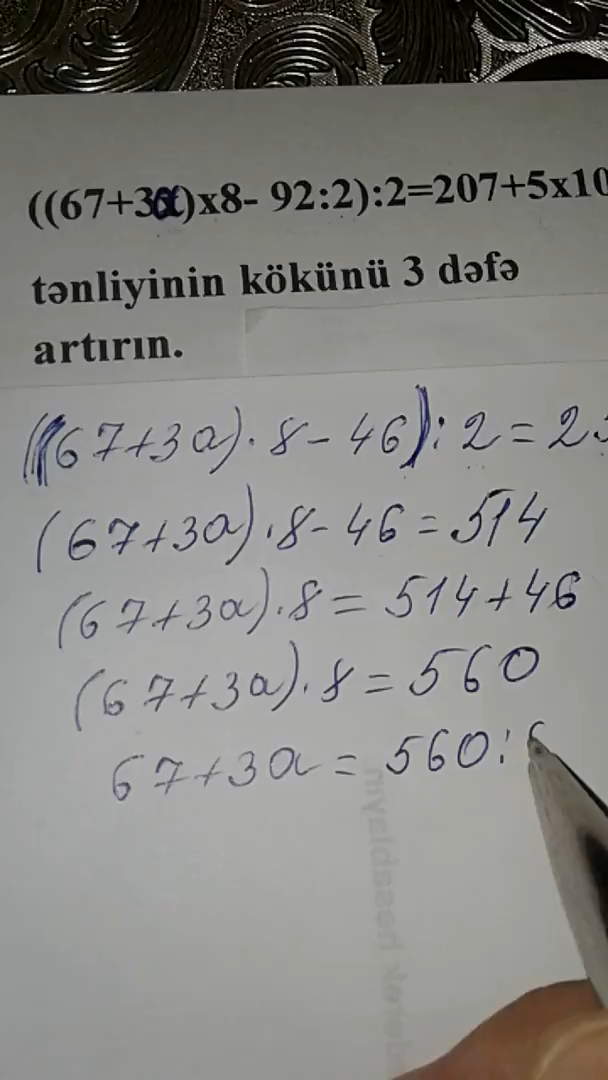 ((67+3a)x8- 92:2):2=207+5x10
tənliyinin kökünü 3 dəfə
artırın.
((67+3a)·8-46):2=2
(67+3a)·8-46=514
(67+3a)·8=514+46
(67+3a)·8=560
67+3a=560: